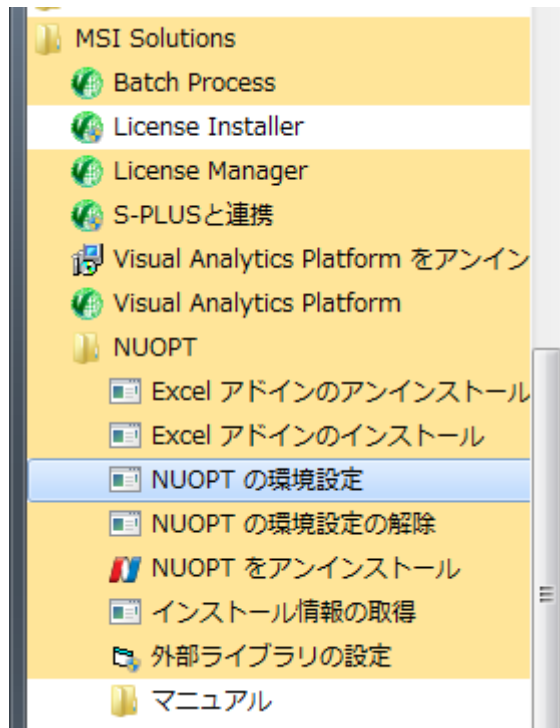 MSI Solutions
Batch Process
License Installer
License Manager
S-PLUSと連携
Visual Analytics Platform をアンイン
Visual Analytics Platform
NUOPT
Excel アドインのアンインストール
Excel アドインのインストール
NUOPT の環境設定
NUOPT の環境設定の解除
NUOPT をアンインストール
インストール情報の取得
外部ライブラリの設定
マニュアル